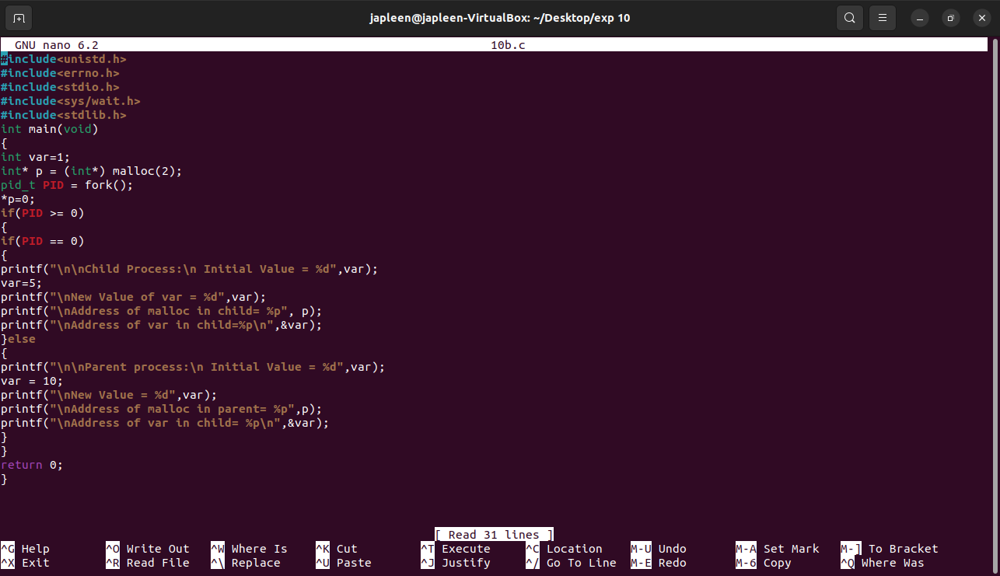 japleen@japleen-VirtualBox: ~/Desktop/exp 10
GNU nano 6.2 10b.c
#include<unistd.h>
#include<errno.h>
#include<stdio.h>
#include<sys/wait.h>
#include<stdlib.h>
int main(void)
{
int var=1;
int* p = (int*) malloc(2);
pid_t PID = fork();
*p=0;
if(PID >= 0)
{
if(PID == 0)
{
printf("\n\nChild Process:\n Initial Value = %d",var);
var=5;
printf("\nNew Value of var = %d",var);
printf("\nAddress of malloc in child= %p", p);
printf("\nAddress of var in child=%p\n",&var);
}else
{
printf("\n\nParent process:\n Initial Value = %d",var);
var = 10;
printf("\nNew Value = %d",var);
printf("\nAddress of malloc in parent= %p",p);
printf("\nAddress of var in child= %p\n",&var);
}
}
return 0;
}
[ Read 31 lines ]
^G Help ^O Write Out ^W Where Is ^K Cut ^T Execute ^C Location M-U Undo M-A Set Mark M-] To Bracket
^X Exit ^R Read File ^\ Replace ^U Paste ^J Justify ^/ Go To Line M-E Redo M-6 Copy ^Q Where Was